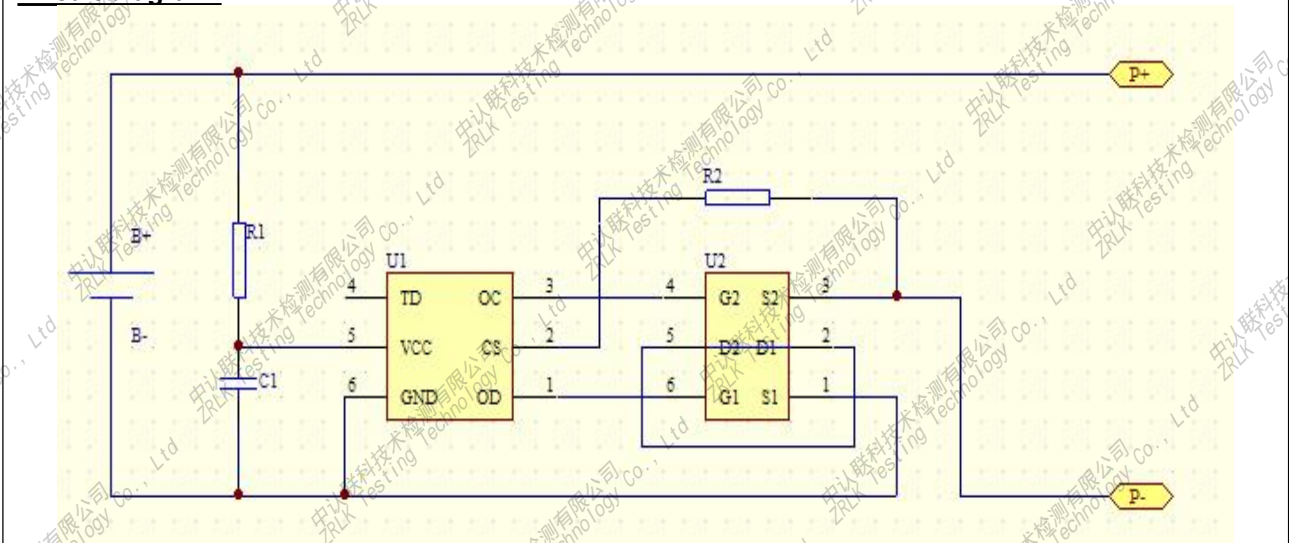 P+
R2
B+
R1
U1
U2
4
TD
OC
3
4
G2
S2
3
B-
5
VCC
CS
2
5
D2
D1
2
C1
6
GND
OD
1
6
G1
S1
1
P-
中认联科技术检测有限公司
ZRLK Testing Technology Co., Ltd